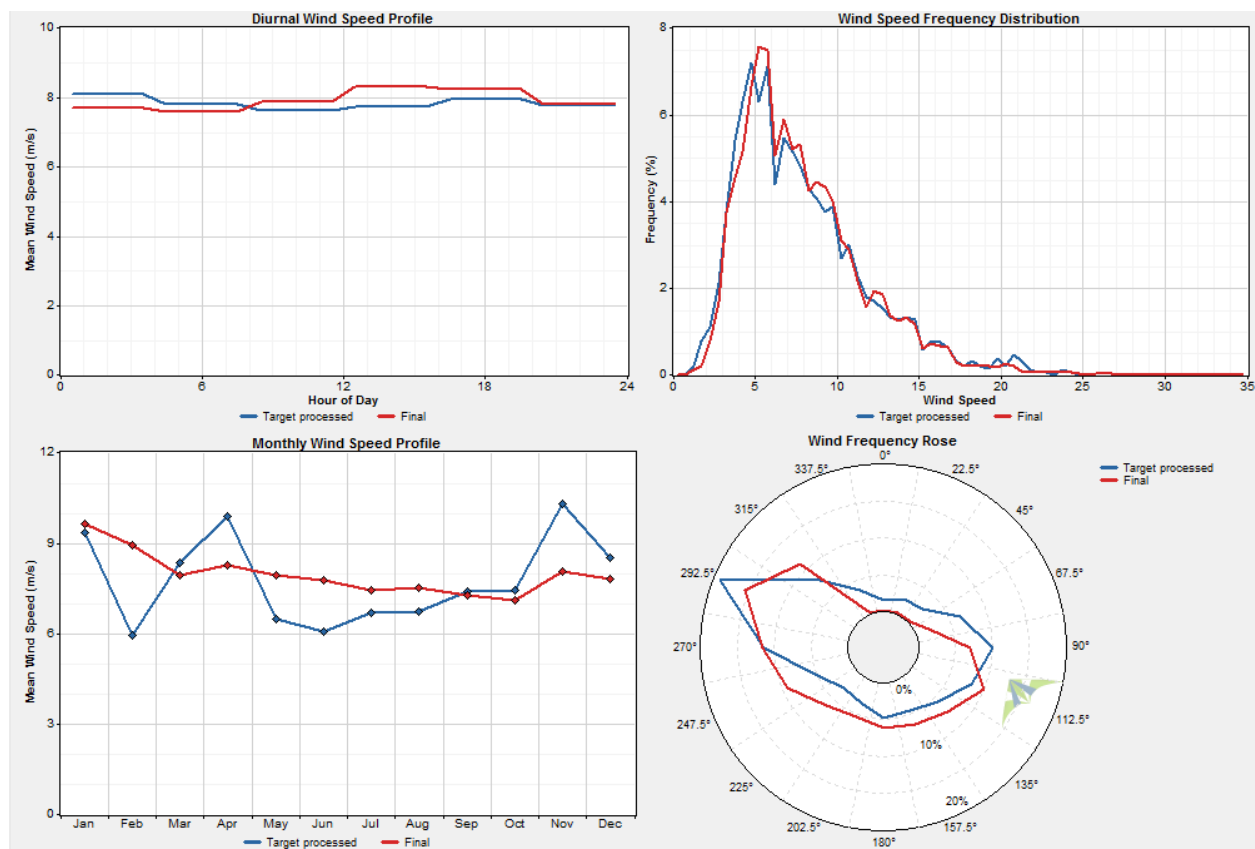 Diurnal Wind Speed Profile
10
8
6
4
2
0
Mean Wind Speed (m/s)
0 6 12 18 24
Hour of Day
Target processed Final
Wind Speed Frequency Distribution
8
6
4
2
0
Frequency (%)
0 5 10 15 20 25 30 35
Wind Speed
Target processed Final
Monthly Wind Speed Profile
12
9
6
3
0
Mean Wind Speed (m/s)
Jan Feb Mar Apr May Jun Jul Aug Sep Oct Nov Dec
Target processed Final
Wind Frequency Rose
Target processed
Final
0°
22.5°
45°
67.5°
90°
112.5°
135°
157.5°
180°
202.5°
225°
247.5°
270°
292.5°
315°
337.5°
0%
10%
20%